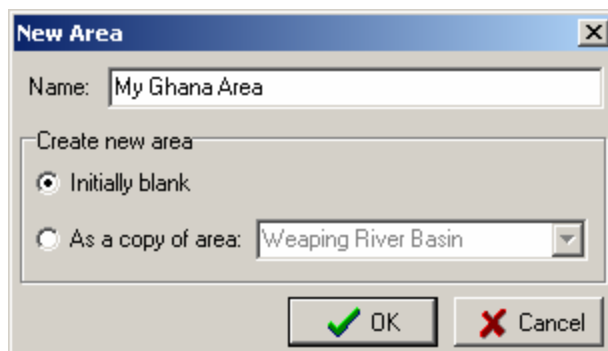 New Area
Name: My Ghana Area
Create new area
Initially blank
As a copy of area: Weaping River Basin
OK Cancel